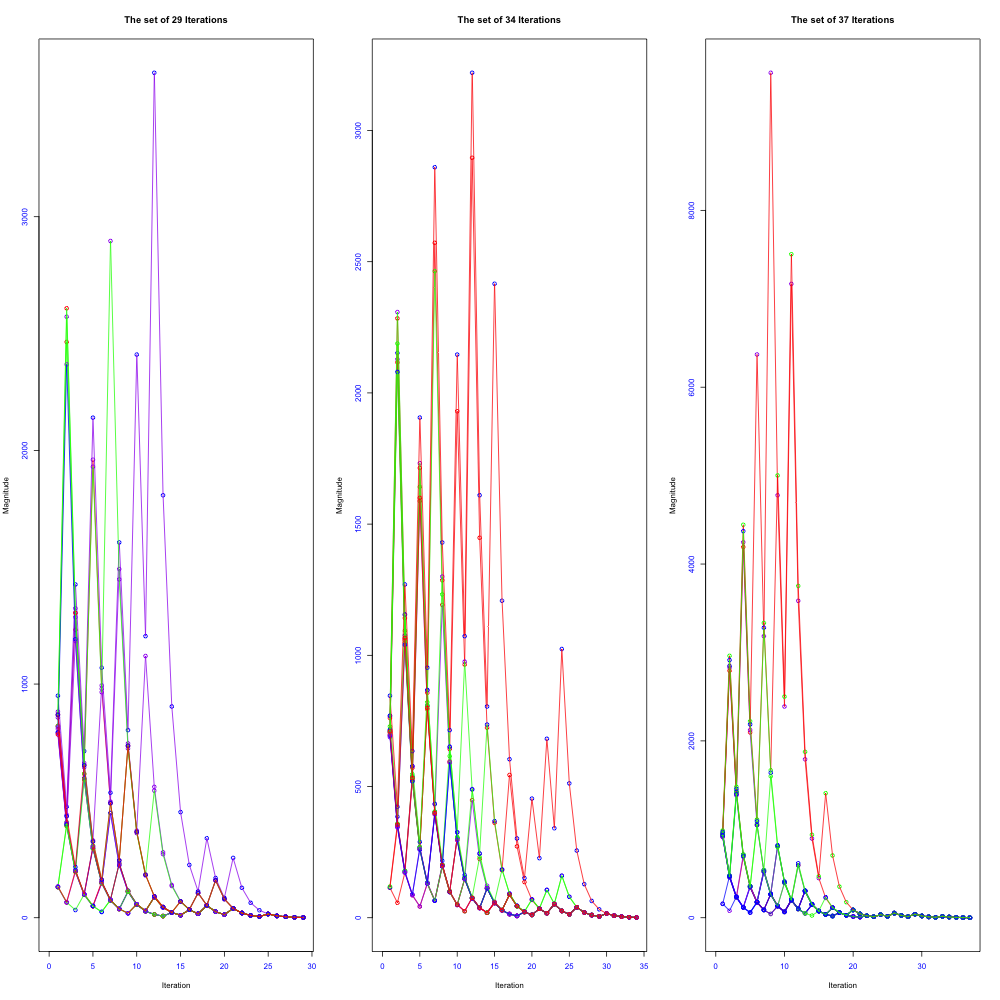 The set of 29 Iterations
Magnitude
0
1000
2000
3000
0 5 10 15 20 25 30
Iteration
The set of 34 Iterations
Magnitude
0
500
1000
1500
2000
2500
3000
0 5 10 15 20 25 30 35
Iteration
The set of 37 Iterations
Magnitude
0
2000
4000
6000
8000
0 10 20 30
Iteration